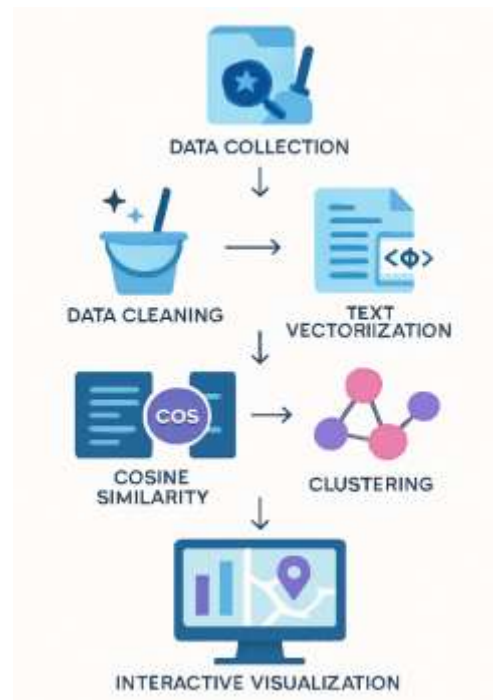 DATA COLLECTION
DATA CLEANING
<Φ>
TEXT
VECTORIIZATION
COS
COSINE
SIMILARITY
CLUSTERING
INTERACTIVE VISUALIZATION